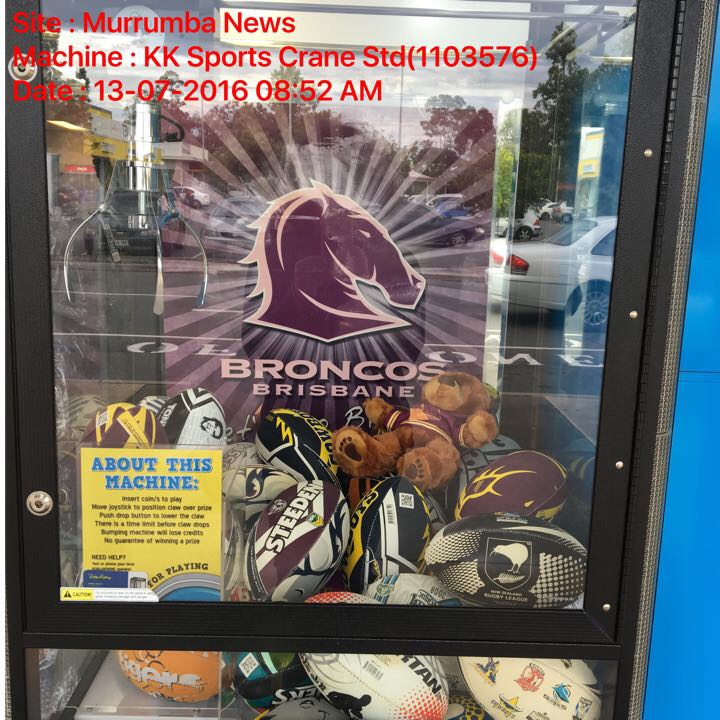 Site : Murrumba News
Machine : KK Sports Crane Std(1103576)
Date : 13-07-2016 08:52 AM
BRONCOS
BRISBANE
ABOUT THIS
MACHINE:
Insert coin/s to play
Move joystick to position claw over prize
Push drop button to lower the claw
There is a time limit before claw drops
Bumping machine will lose credits
No guarantee of winning a prize
NEED HELP?
FOR PLAYING
CAUTION
STEEDEN
NEW ZEALAND
RUGBY LEAGUE